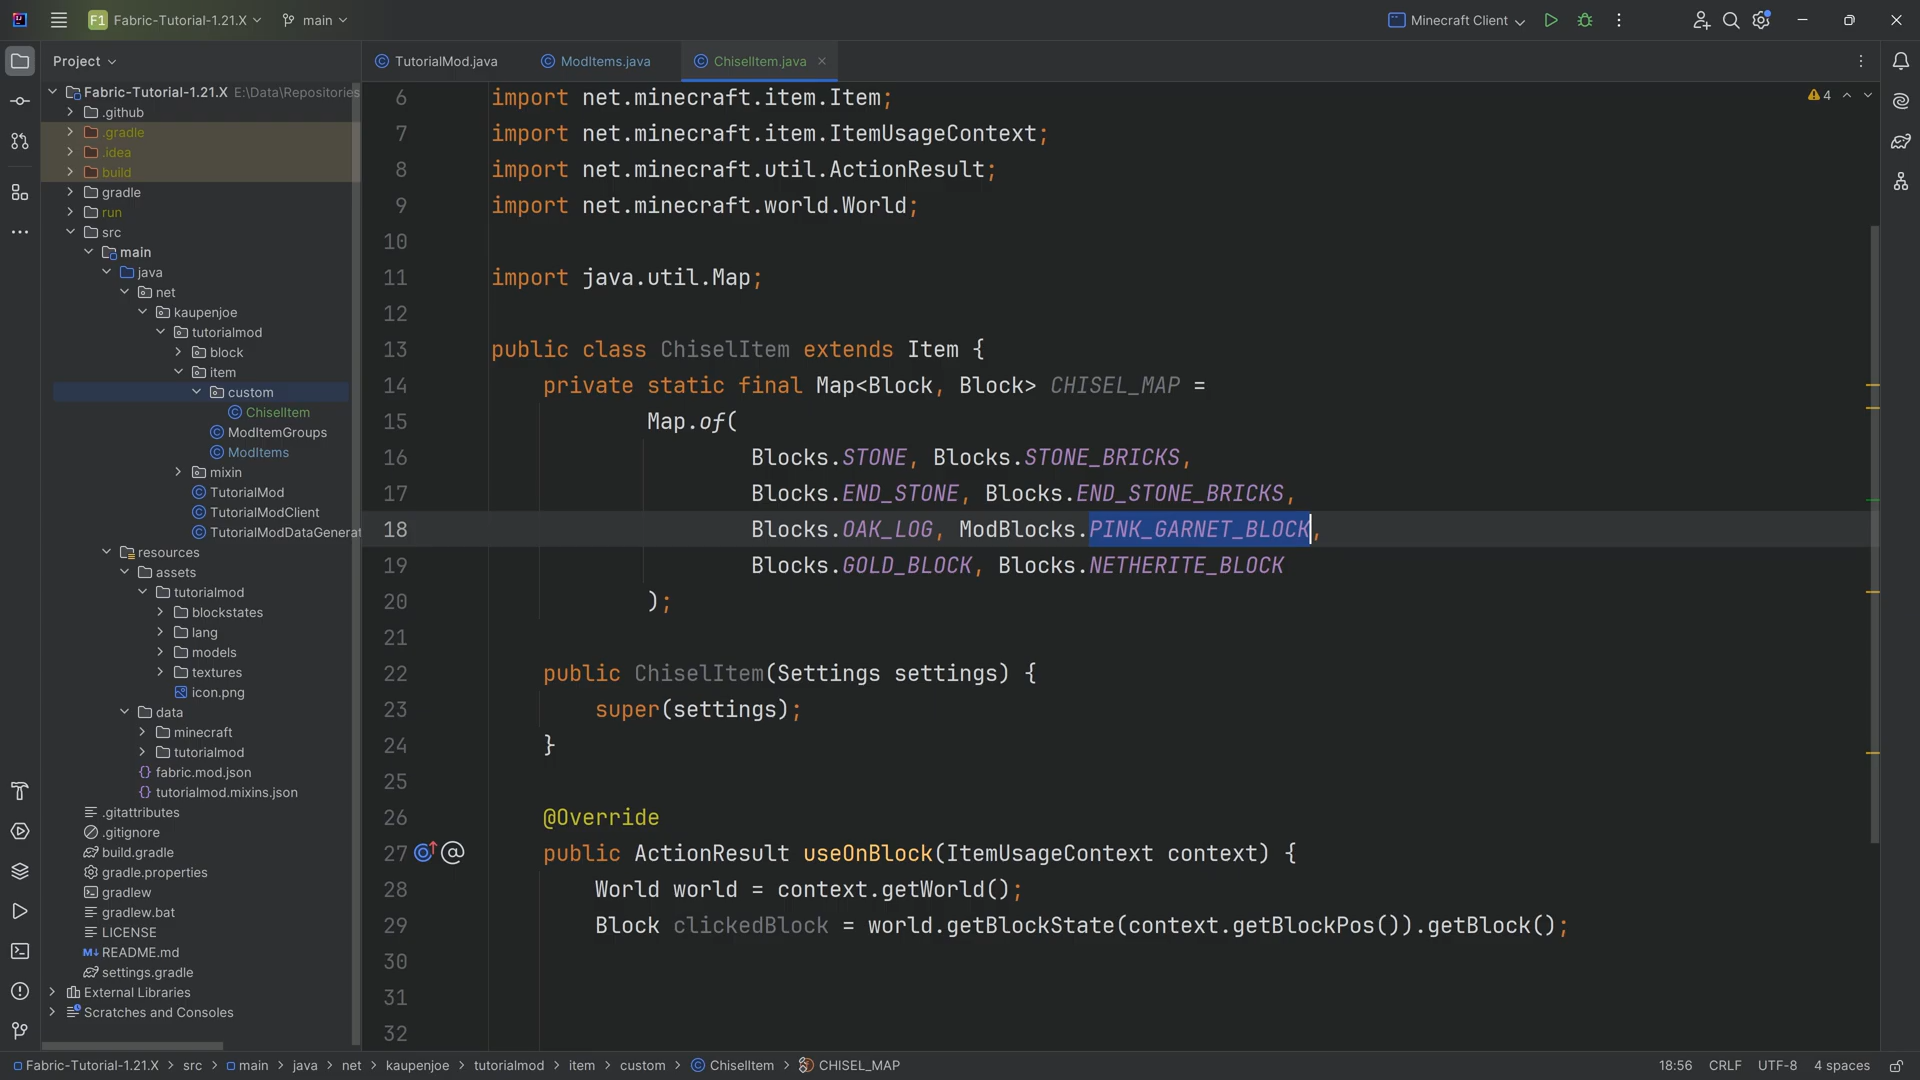 F1 Fabric-Tutorial-1.21.X main Minecraft Client
Project
Fabric-Tutorial-1.21.X E:\Data\Repositories
.github
.gradle
.idea
build
gradle
run
src
main
java
net
kaupenjoe
tutorialmod
block
item
custom
ChiselItem
ModItemGroups
ModItems
mixin
TutorialMod
TutorialModClient
TutorialModDataGenerat
resources
assets
tutorialmod
blockstates
lang
models
textures
icon.png
data
minecraft
tutorialmod
fabric.mod.json
tutorialmod.mixins.json
.gitattributes
.gitignore
build.gradle
gradle.properties
gradlew
gradlew.bat
LICENSE
README.md
settings.gradle
External Libraries
Scratches and Consoles
TutorialMod.java ModItems.java ChiselItem.java
4
6 import net.minecraft.item.Item;
7 import net.minecraft.item.ItemUsageContext;
8 import net.minecraft.util.ActionResult;
9 import net.minecraft.world.World;
10
11 import java.util.Map;
12
13 public class ChiselItem extends Item {
14 private static final Map<Block, Block> CHISEL_MAP =
15 Map.of(
16 Blocks.STONE, Blocks.STONE_BRICKS,
17 Blocks.END_STONE, Blocks.END_STONE_BRICKS,
18 Blocks.OAK_LOG, ModBlocks.PINK_GARNET_BLOCK,
19 Blocks.GOLD_BLOCK, Blocks.NETHERITE_BLOCK
20 );
21
22 public ChiselItem(Settings settings) {
23 super(settings);
24 }
25
26 @Override
27 public ActionResult useOnBlock(ItemUsageContext context) {
28 World world = context.getWorld();
29 Block clickedBlock = world.getBlockState(context.getBlockPos()).getBlock();
30
31
32
Fabric-Tutorial-1.21.X > src > main > java > net > kaupenjoe > tutorialmod > item > custom > ChiselItem > CHISEL_MAP 18:56 CRLF UTF-8 4 spaces